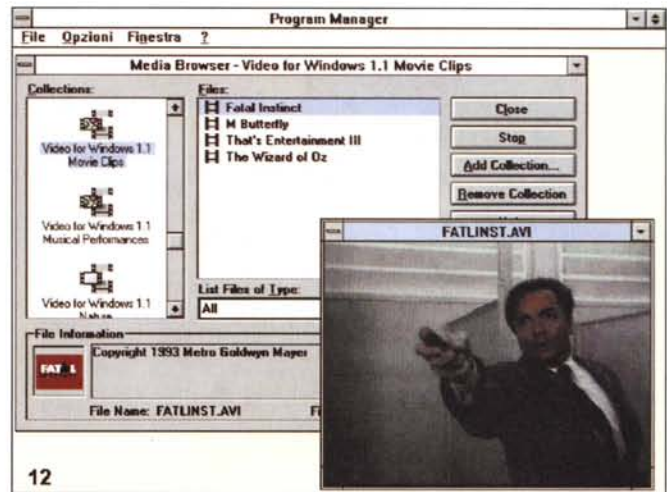 Program Manager
File Opzioni Finestra ?
Media Browser - Video for Windows 1.1 Movie Clips
Collections:
Video for Windows 1.1
Movie Clips
Video for Windows 1.1
Musical Performances
Video for Windows 1.1
Files:
Fatal Instinct
M Butterfly
That's Entertainment III
The Wizard of Oz
List Files of Type:
All
Close
Stop
Add Collection...
Remove Collection
FATLINST.AVI
File Information
FATAL
Copyright 1993 Metro Goldwyn Mayer
File Name: FATLINST.AVI
12